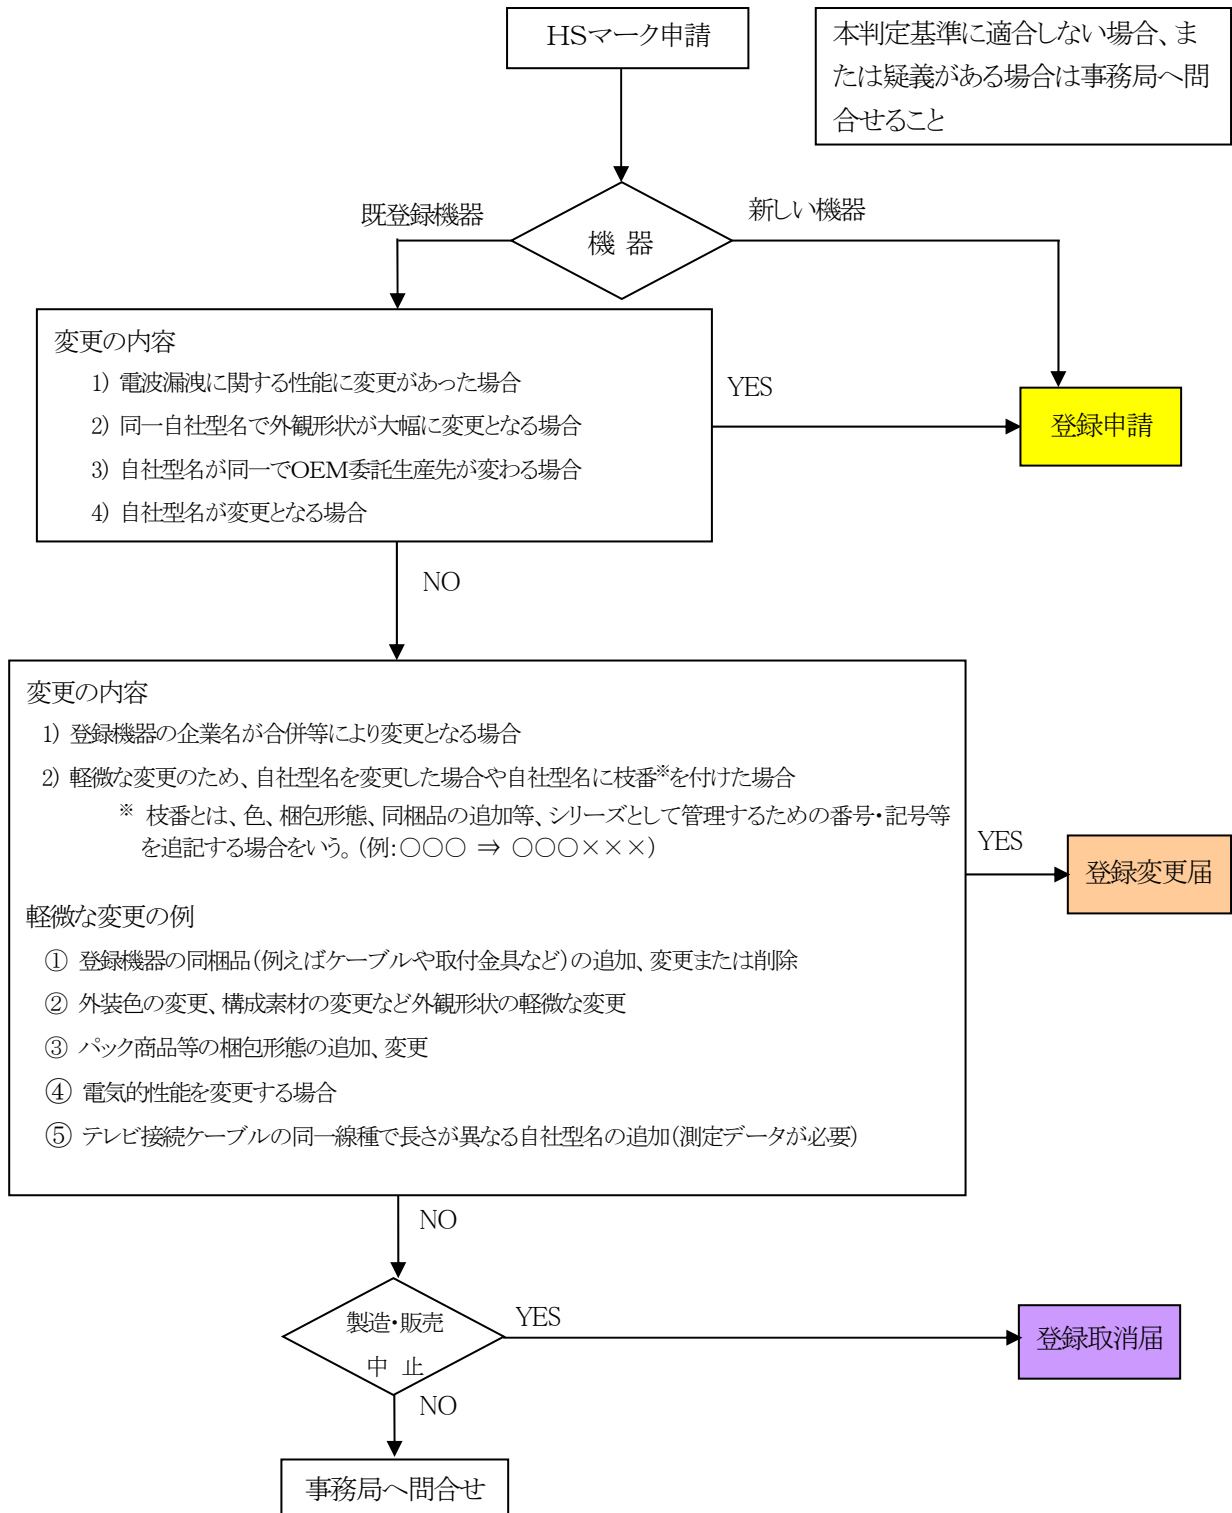 HSマーク申請
本判定基準に適合しない場合、ま
たは疑義がある場合は事務局へ問
合せること
既登録機器
新しい機器
機 器
変更の内容
1) 電波漏洩に関する性能に変更があった場合
2) 同一自社型名で外観形状が大幅に変更となる場合
3) 自社型名が同一でOEM委託生産先が変わる場合
4) 自社型名が変更となる場合
YES
登録申請
NO
変更の内容
1) 登録機器の企業名が合併等により変更となる場合
2) 軽微な変更のため、自社型名を変更した場合や自社型名に枝番※を付けた場合
※ 枝番とは、色、梱包形態、同梱品の追加等、シリーズとして管理するための番号・記号等
を追記する場合をいう。(例:○○○ ⇒ ○○○×××)
YES
登録変更届
軽微な変更の例
① 登録機器の同梱品(例えばケーブルや取付金具など)の追加、変更または削除
② 外装色の変更、構成素材の変更など外観形状の軽微な変更
③ パック商品等の梱包形態の追加、変更
④ 電気的性能を変更する場合
⑤ テレビ接続ケーブルの同一線種で長さが異なる自社型名の追加(測定データが必要)
NO
製造・販売
中 止
YES
登録取消届
NO
事務局へ問合せ